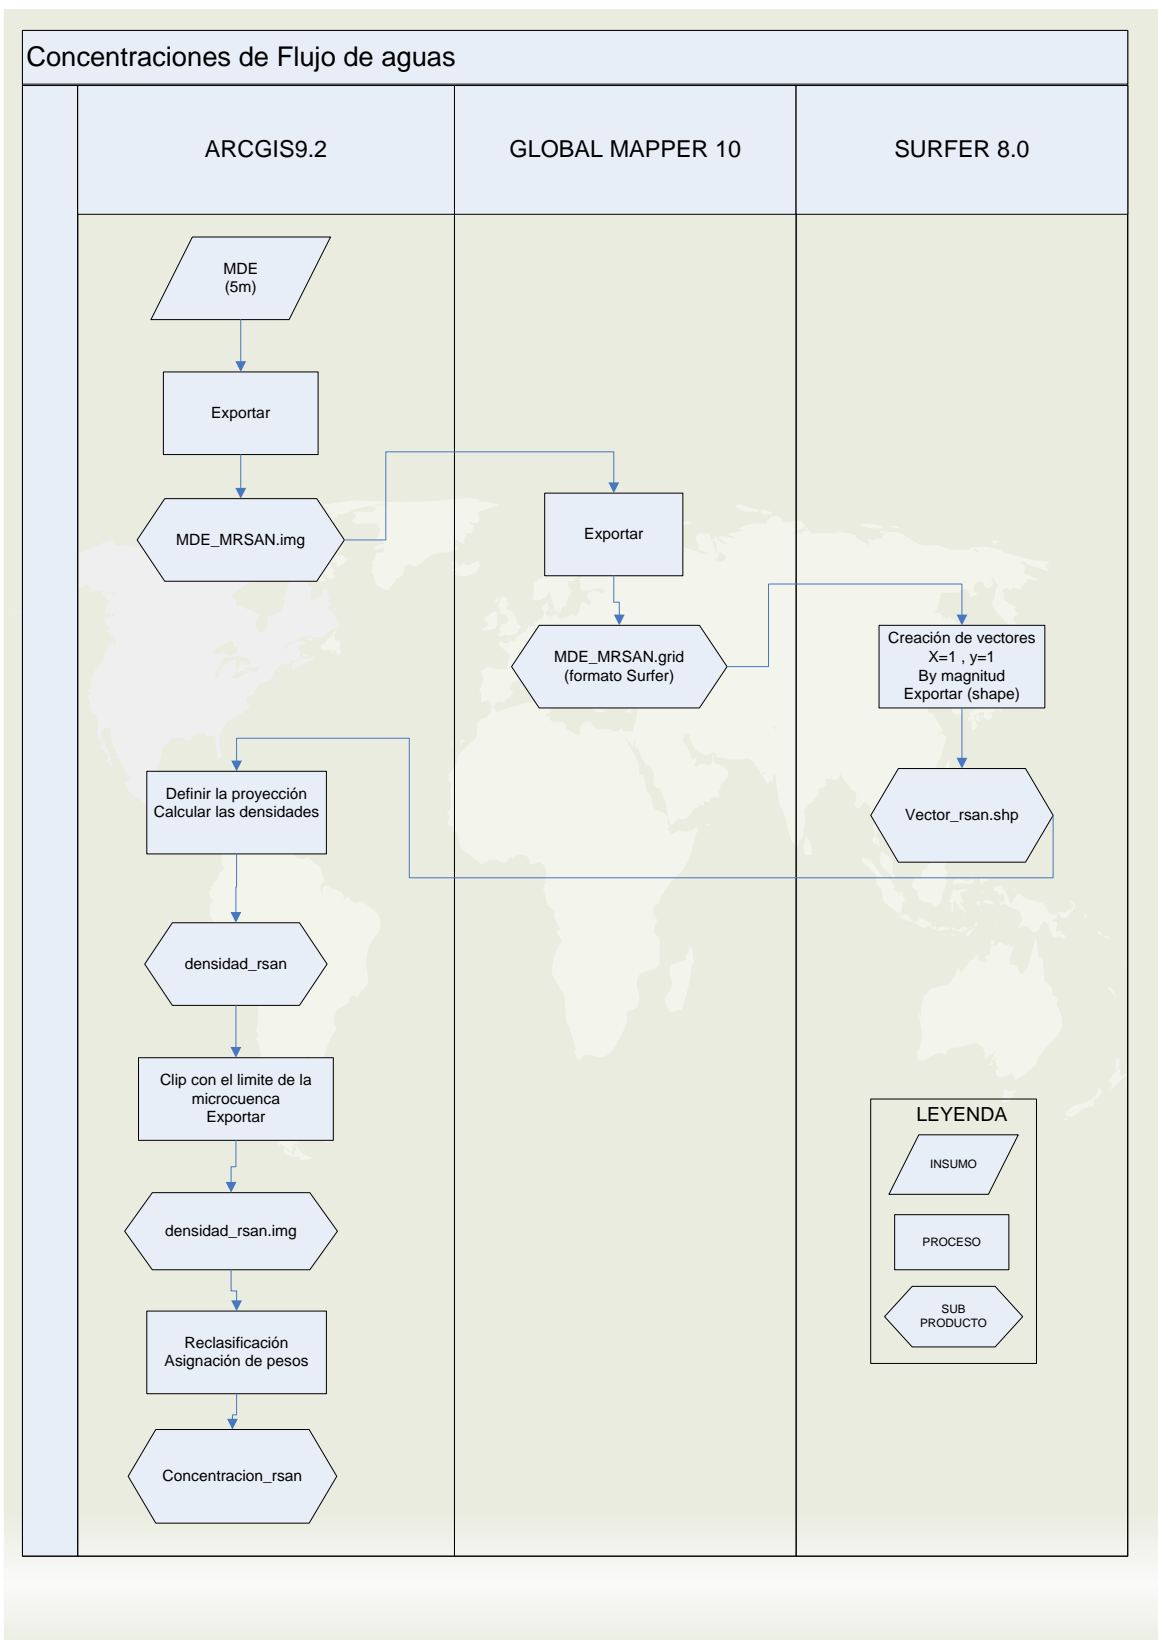 Concentraciones de Flujo de aguas
ARCGIS9.2
GLOBAL MAPPER 10
SURFER 8.0
MDE
(5m)
Exportar
MDE_MRSAN.img
Exportar
MDE_MRSAN.grid
(formato Surfer)
Creación de vectores
X=1 , y=1
By magnitud
Exportar (shape)
Vector_rsan.shp
Definir la proyección
Calcular las densidades
densidad_rsan
Clip con el limite de la
microcuenca
Exportar
densidad_rsan.img
Reclasificación
Asignación de pesos
Concentracion_rsan
LEYENDA
INSUMO
PROCESO
SUB
PRODUCTO